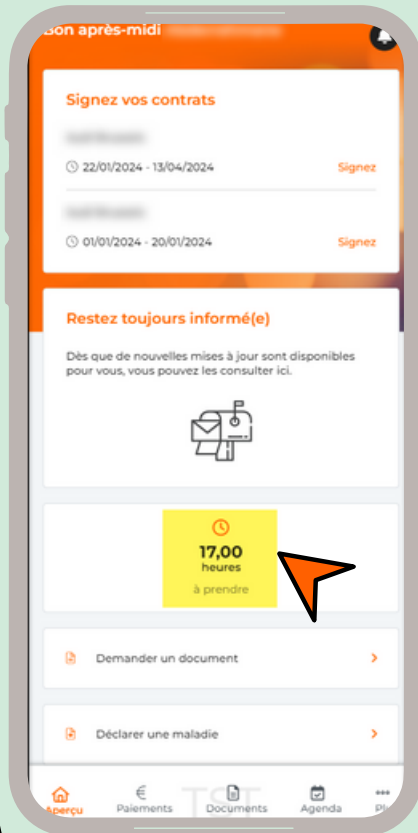 Bon après-midi
Signez vos contrats
22/01/2024 - 13/04/2024 Signez
01/01/2024 - 20/01/2024 Signez
Restez toujours informé(e)
Dès que de nouvelles mises à jour sont disponibles
pour vous, vous pouvez les consulter ici.
17,00
heures
à prendre
Demander un document
Déclarer une maladie
TST
Aperçu Paiements Documents Agenda